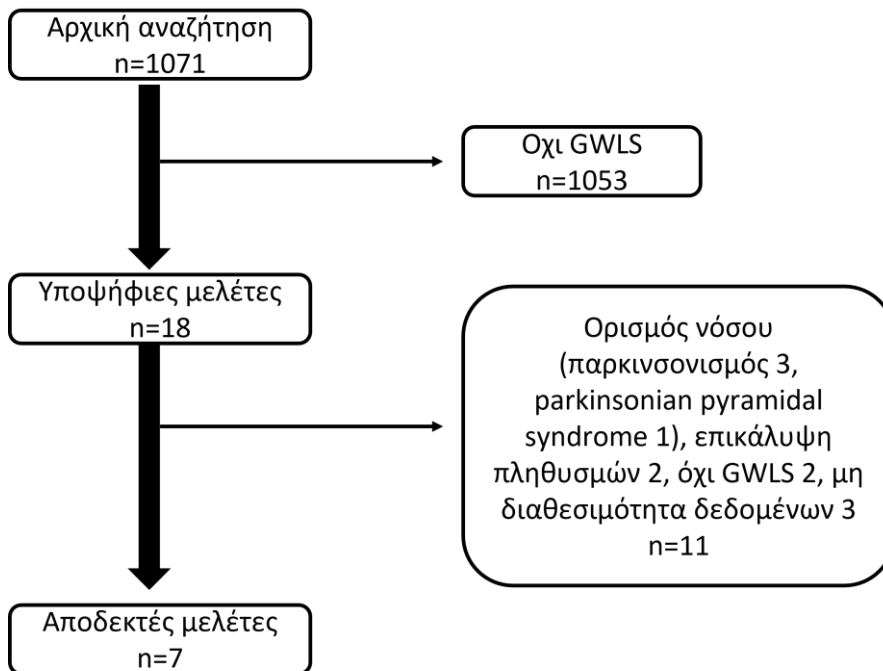 Αρχική αναζήτηση
n=1071
Οχι GWLS
n=1053
Υποψήφιες μελέτες
n=18
Ορισμός νόσου
(παρκινσονισμός 3,
parkinsonian pyramidal
syndrome 1), επικάλυψη
πληθυσμών 2, όχι GWLS 2, μη
διαθεσιμότητα δεδομένων 3
n=11
Αποδεκτές μελέτες
n=7